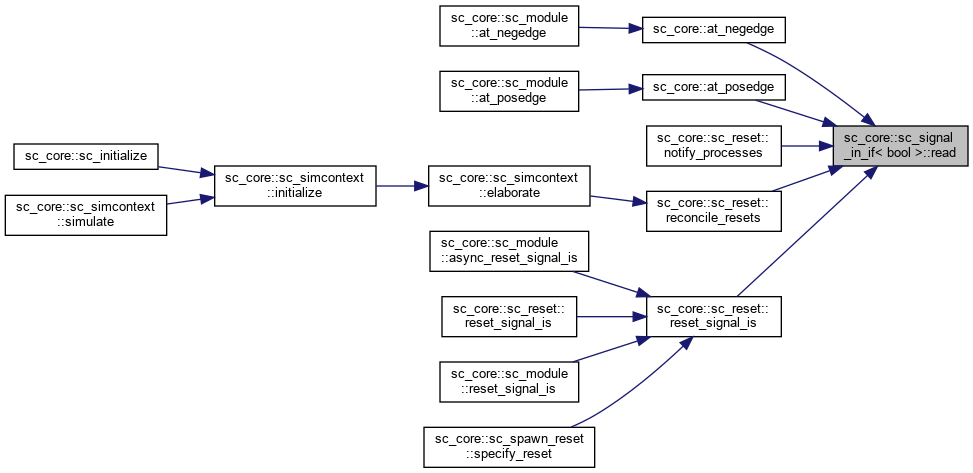 sc_core::sc_module
::at_negedge
sc_core::at_negedge
sc_core::sc_module
::at_posedge
sc_core::at_posedge
sc_core::sc_signal
_in_if< bool >::read
sc_core::sc_reset::
notify_processes
sc_core::sc_initialize
sc_core::sc_simcontext
::initialize
sc_core::sc_simcontext
::elaborate
sc_core::sc_reset::
reconcile_resets
sc_core::sc_simcontext
::simulate
sc_core::sc_module
::async_reset_signal_is
sc_core::sc_reset::
reset_signal_is
sc_core::sc_reset::
reset_signal_is
sc_core::sc_module
::reset_signal_is
sc_core::sc_spawn_reset
::specify_reset